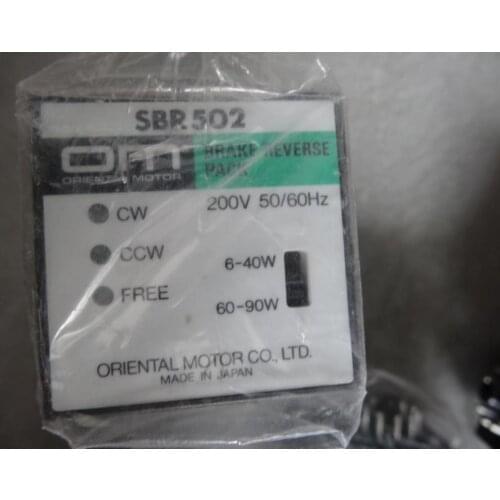 SBR502
OM
ORIENTAL MOTOR
BRAKE REVERSE
PACK
CW
200V 50/60Hz
CCW
6-40W
FREE
60-90W
ORIENTAL MOTOR CO., LTD.
MADE IN JAPAN